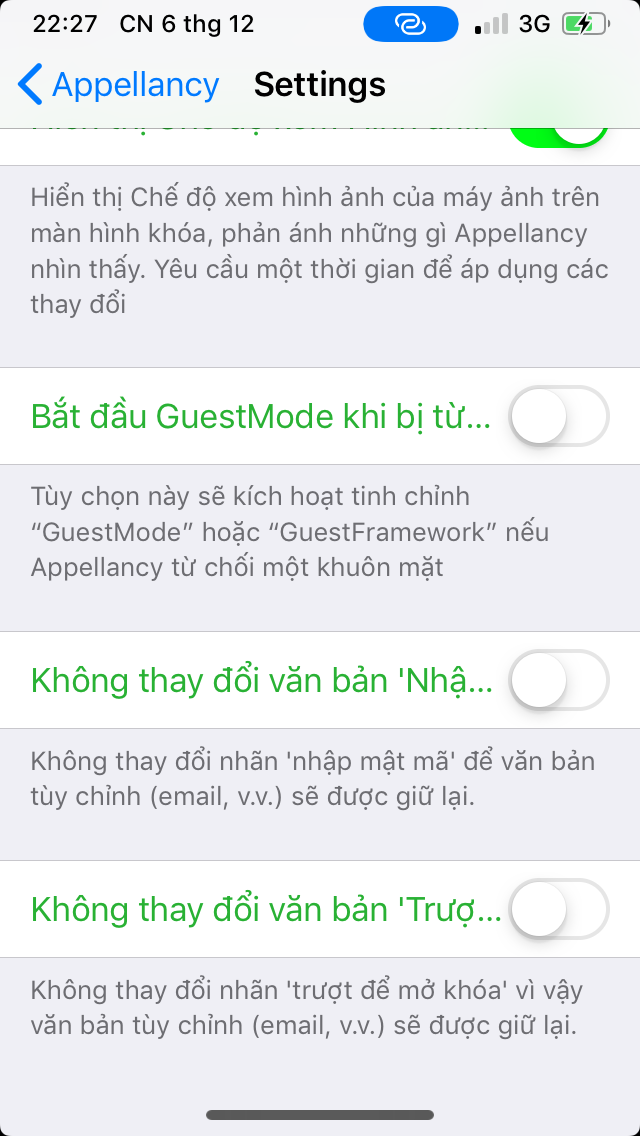 22:27 CN 6 thg 12 3G
Appellancy Settings
Hiển thị Chế độ xem hình ảnh của máy ảnh trên
màn hình khóa, phản ánh những gì Appellancy
nhìn thấy. Yêu cầu một thời gian để áp dụng các
thay đổi
Bắt đầu GuestMode khi bị từ...
Tùy chọn này sẽ kích hoạt tinh chỉnh
“GuestMode” hoặc “GuestFramework” nếu
Appellancy từ chối một khuôn mặt
Không thay đổi văn bản 'Nhậ...
Không thay đổi nhãn 'nhập mật mã' để văn bản
tùy chỉnh (email, v.v.) sẽ được giữ lại.
Không thay đổi văn bản 'Trượ...
Không thay đổi nhãn 'trượt để mở khóa' vì vậy
văn bản tùy chỉnh (email, v.v.) sẽ được giữ lại.